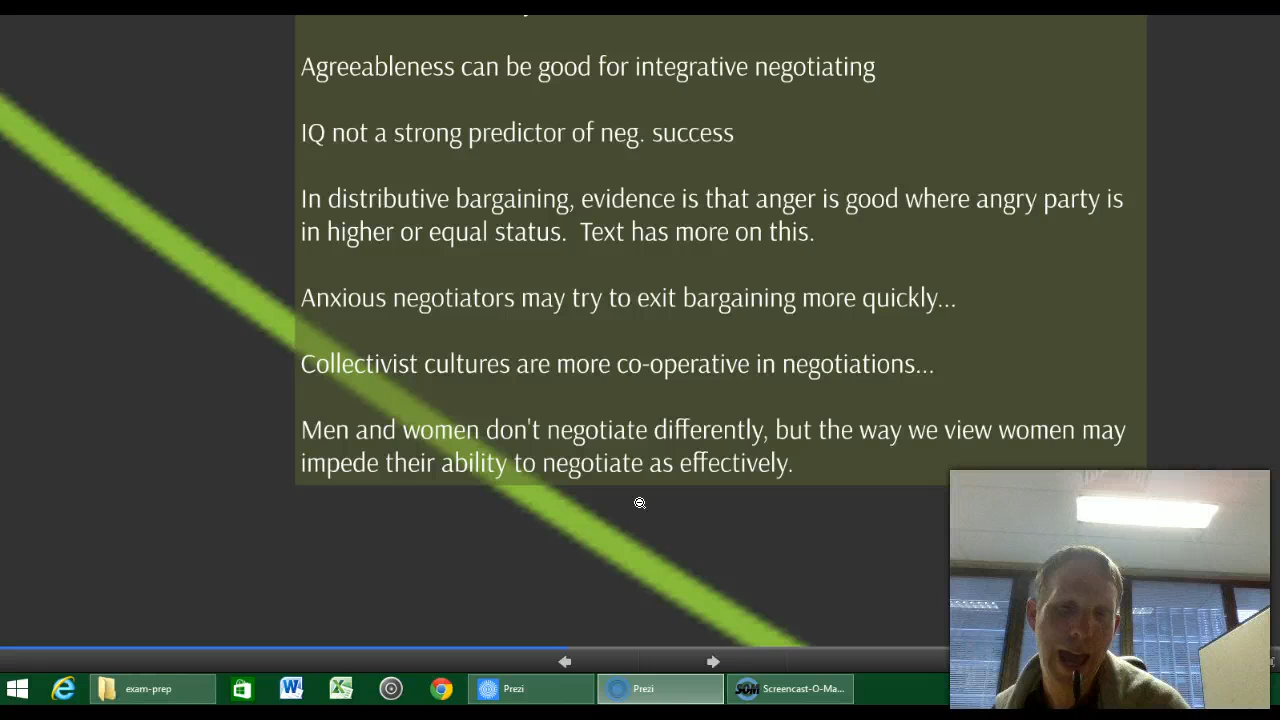 Agreeableness can be good for integrative negotiating
IQ not a strong predictor of neg. success
In distributive bargaining, evidence is that anger is good where angry party is
in higher or equal status.  Text has more on this.
Anxious negotiators may try to exit bargaining more quickly...
Collectivist cultures are more co-operative in negotiations...
Men and women don't negotiate differently, but the way we view women may
impede their ability to negotiate as effectively.
exam-prep
Prezi
Prezi
SOM
Screencast-O-Ma...